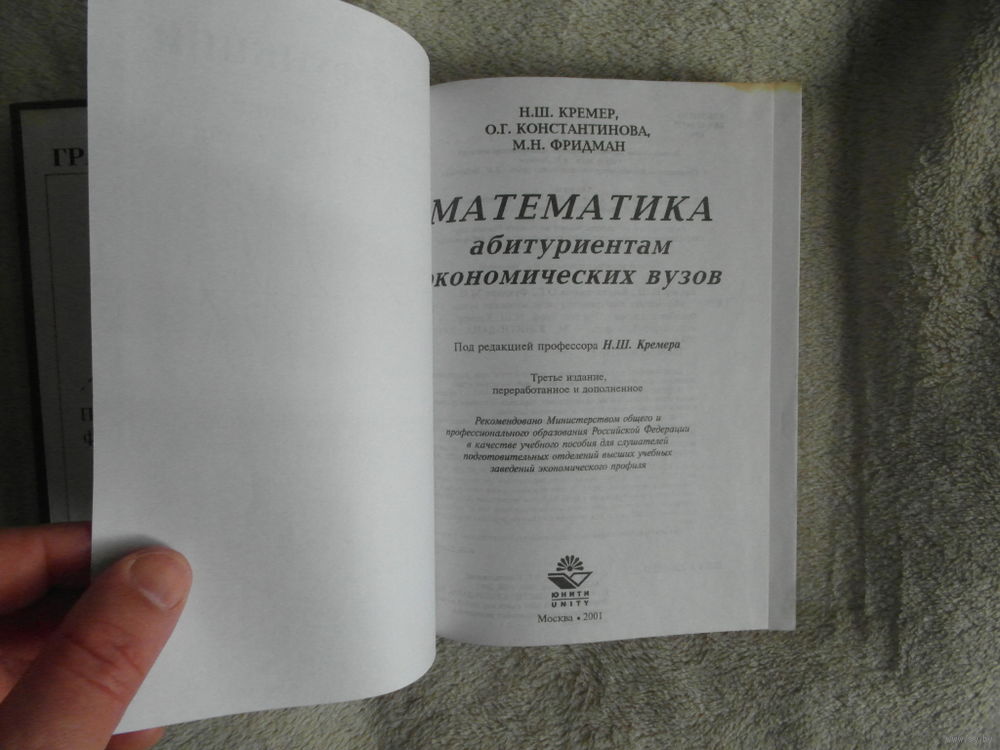 Н.Ш. КРЕМЕР,
О.Г. КОНСТАНТИНОВА,
М.Н. ФРИДМАН
МАТЕМАТИКА
абитуриентам
экономических вузов
Под редакцией профессора Н.Ш. Кремера
Третье издание,
переработанное и дополненное
Рекомендовано Министерством общего и
профессионального образования Российской Федерации
в качестве учебного пособия для слушателей
подготовительных отделений высших учебных
заведений экономического профиля
ЮНИТИ
UNITY
Москва • 2001